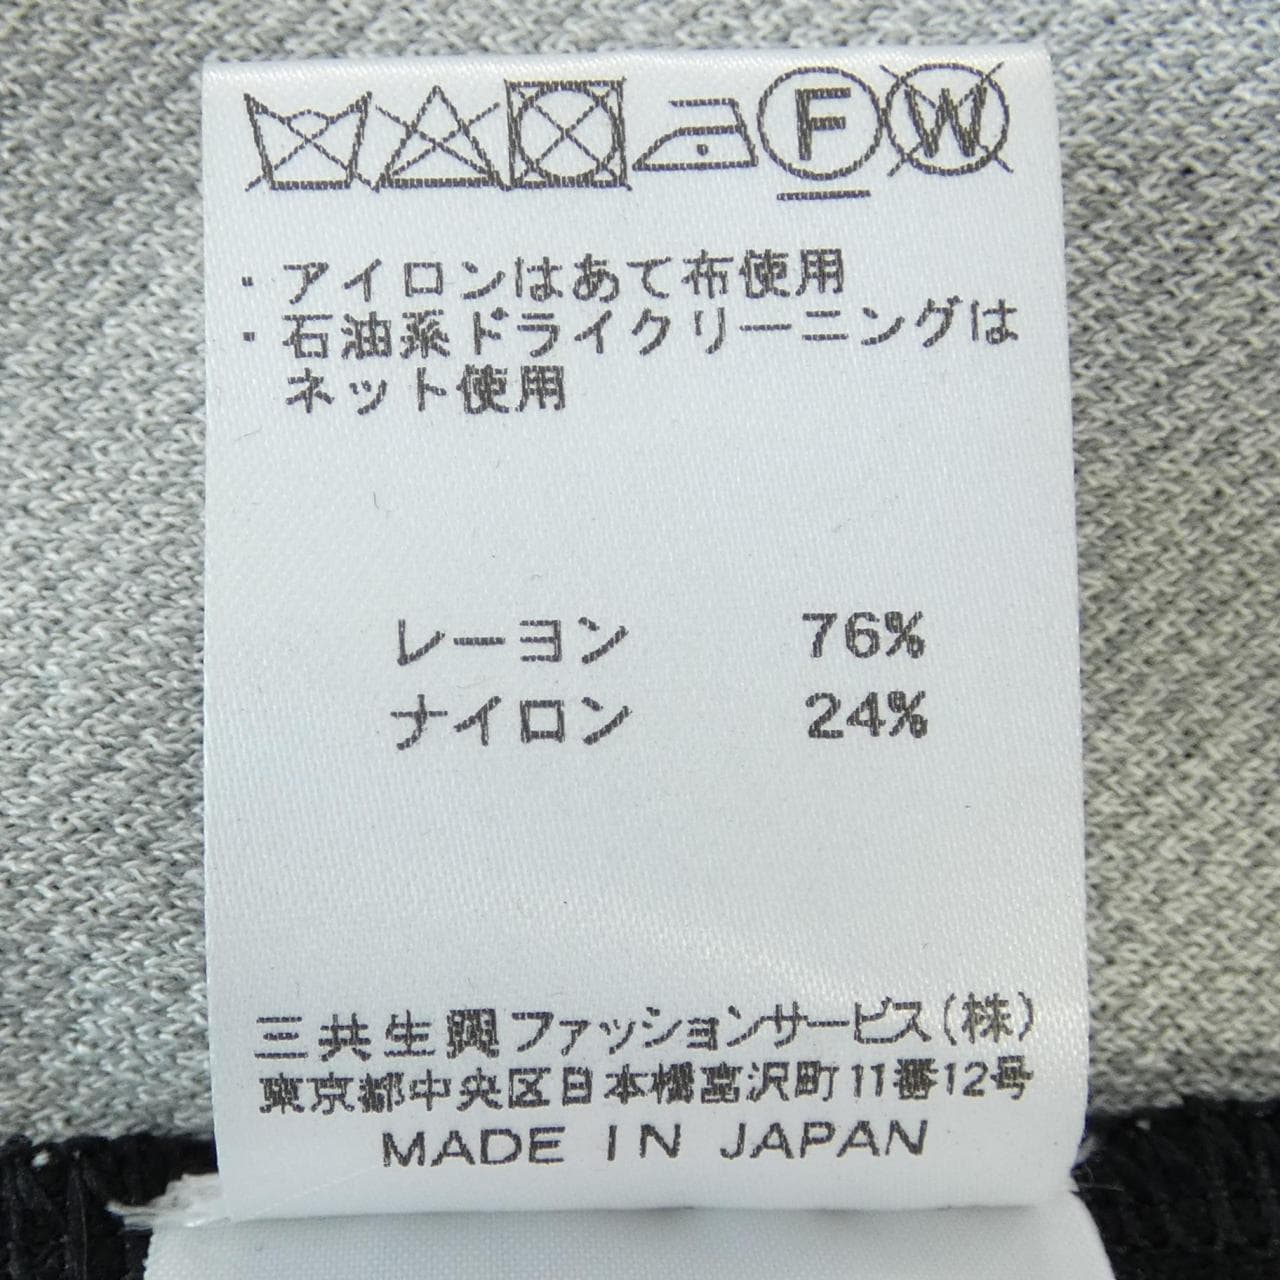 F W
・アイロンはあて布使用
・石油系ドライクリーニングは
ネット使用
レーヨン 76%
ナイロン 24%
三共生興ファッションサービス(株)
東京都中央区日本橋富沢町11番12号
MADE IN JAPAN